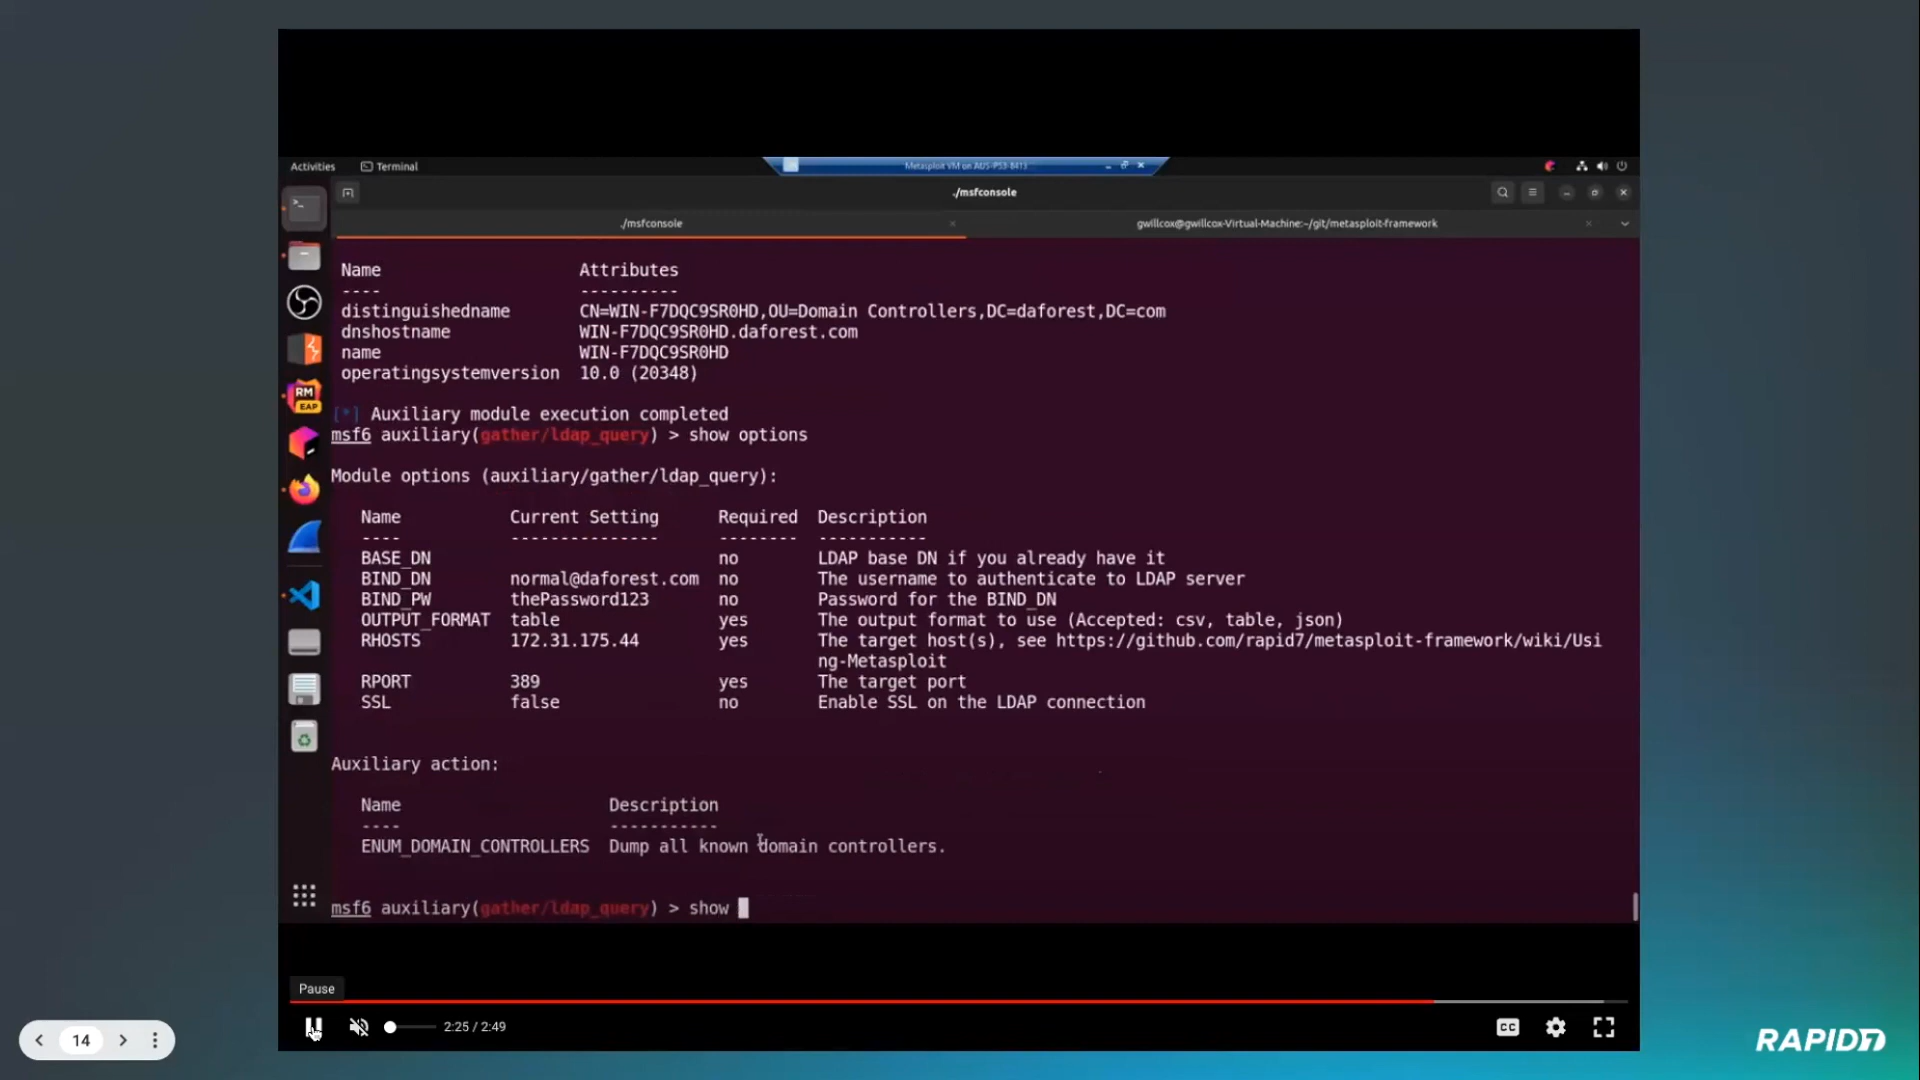 Activities Terminal Metasploit VM on AUS-PS3-8413
./msfconsole
./msfconsole gwillcox@gwillcox-Virtual-Machine:~/git/metasploit-framework
Name Attributes
---- ----------
distinguishedname CN=WIN-F7DQC9SR0HD,OU=Domain Controllers,DC=daforest,DC=com
dnshostname WIN-F7DQC9SR0HD.daforest.com
name WIN-F7DQC9SR0HD
operatingsystemversion 10.0 (20348)
[*] Auxiliary module execution completed
msf6 auxiliary(gather/ldap_query) > show options
Module options (auxiliary/gather/ldap_query):
Name Current Setting Required Description
---- --------------- -------- -----------
BASE_DN no LDAP base DN if you already have it
BIND_DN normal@daforest.com no The username to authenticate to LDAP server
BIND_PW thePassword123 no Password for the BIND_DN
OUTPUT_FORMAT table yes The output format to use (Accepted: csv, table, json)
RHOSTS 172.31.175.44 yes The target host(s), see https://github.com/rapid7/metasploit-framework/wiki/Usi
ng-Metasploit
RPORT 389 yes The target port
SSL false no Enable SSL on the LDAP connection
Auxiliary action:
Name Description
---- -----------
ENUM_DOMAIN_CONTROLLERS Dump all known domain controllers.
msf6 auxiliary(gather/ldap_query) > show
RM
EAP
Pause
2:25 / 2:49
CC
14
RAPID7